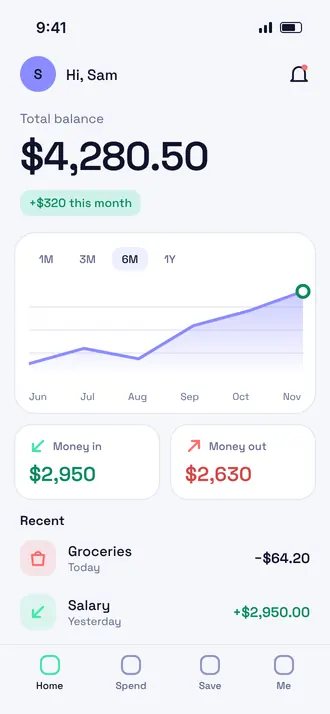 9:41
S
Hi, Sam
Total balance
$4,280.50
+$320 this month
1M 3M 6M 1Y
Jun Jul Aug Sep Oct Nov
Money in
$2,950
Money out
$2,630
Recent
Groceries
Today
−$64.20
Salary
Yesterday
+$2,950.00
Home Spend Save Me